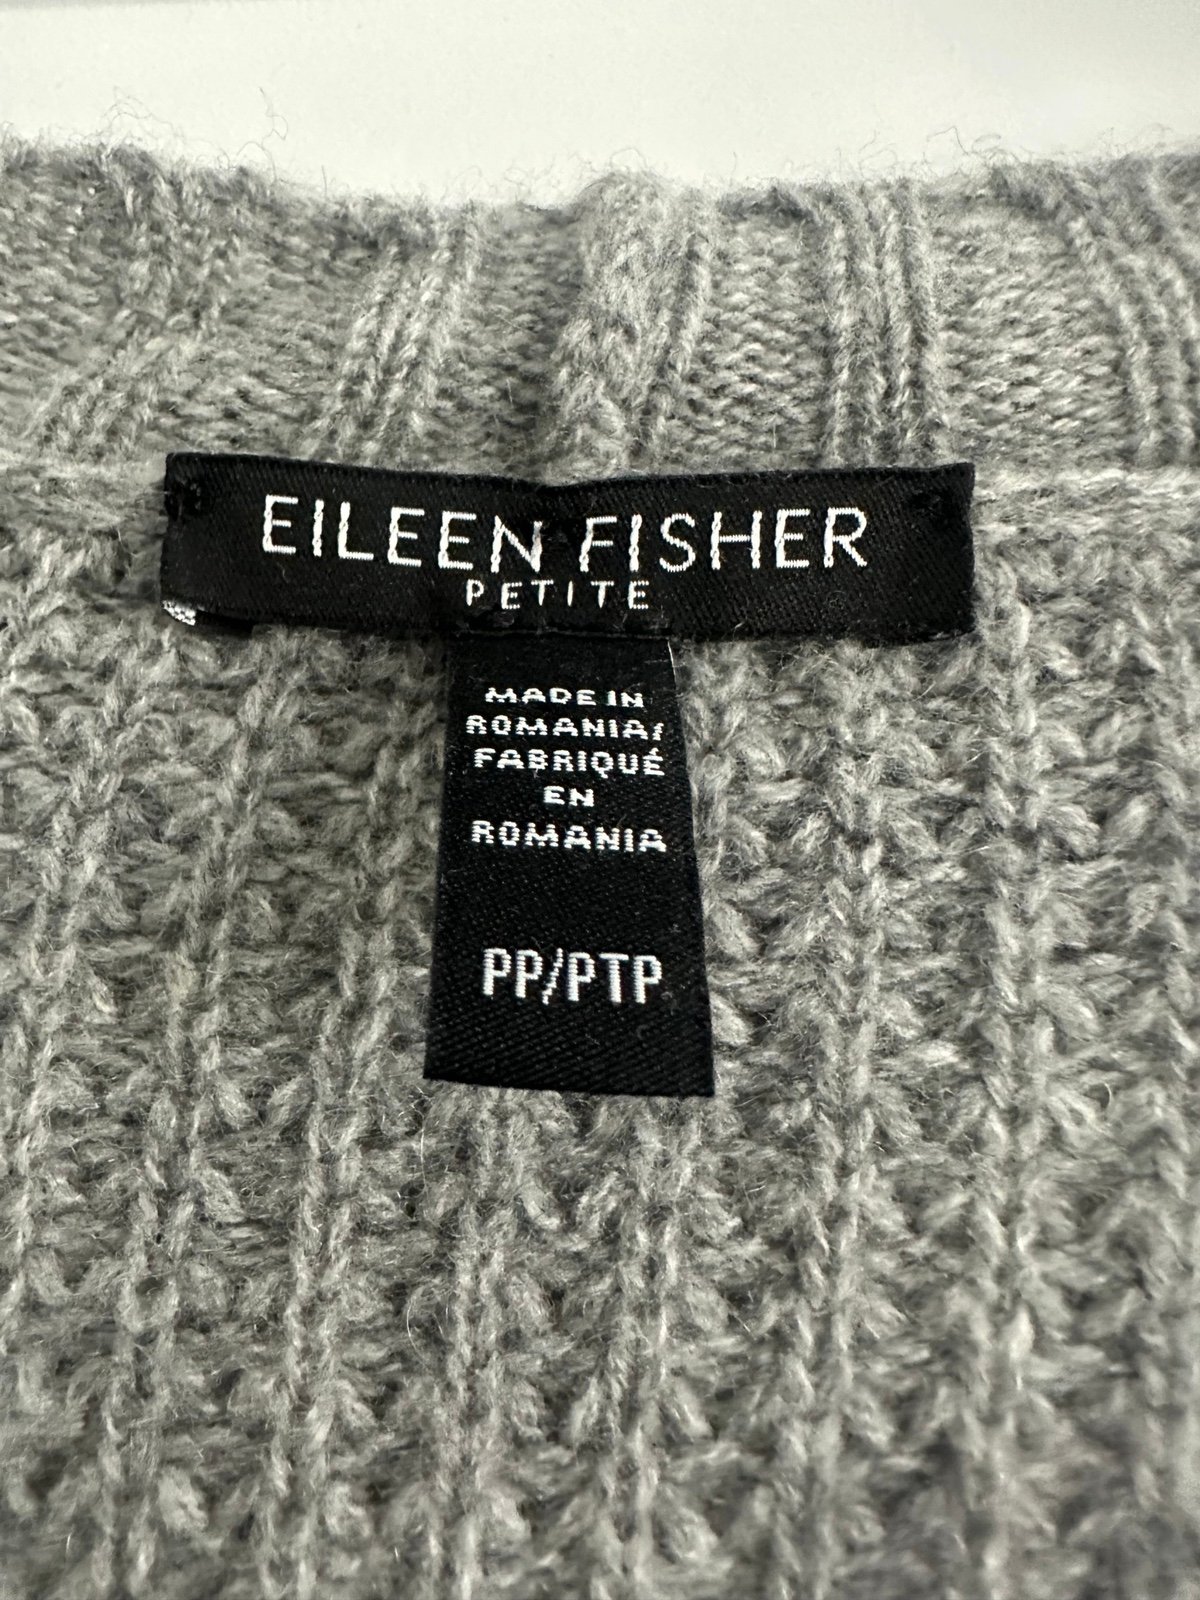 EILEEN FISHER
PETITE
MADE IN
ROMANIA/
FABRIQUÉ
EN
ROMANIA
PP/PTP